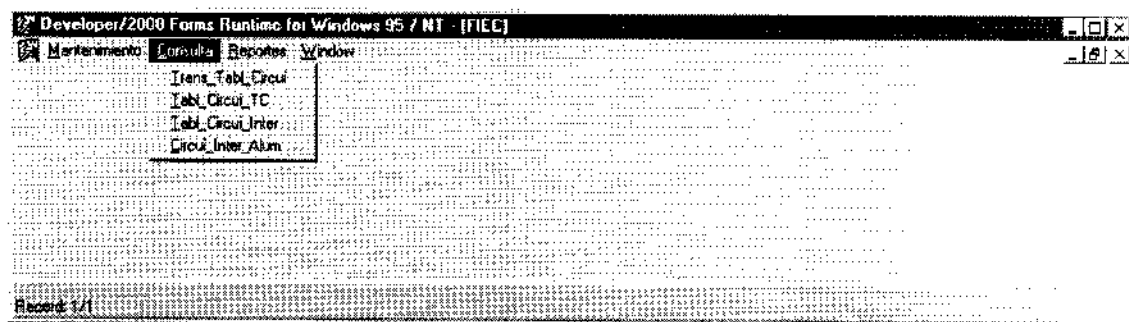 Developer/2000 Forms Runtime for Windows 95 / NT - [FIEC]
Mantenimiento Consulta Reportes Window
Trans_Tabl_Circui
Tabl_Circui_TC
Tabl_Circui_Inter
Circui_Inter_Alum
Record: 1/1